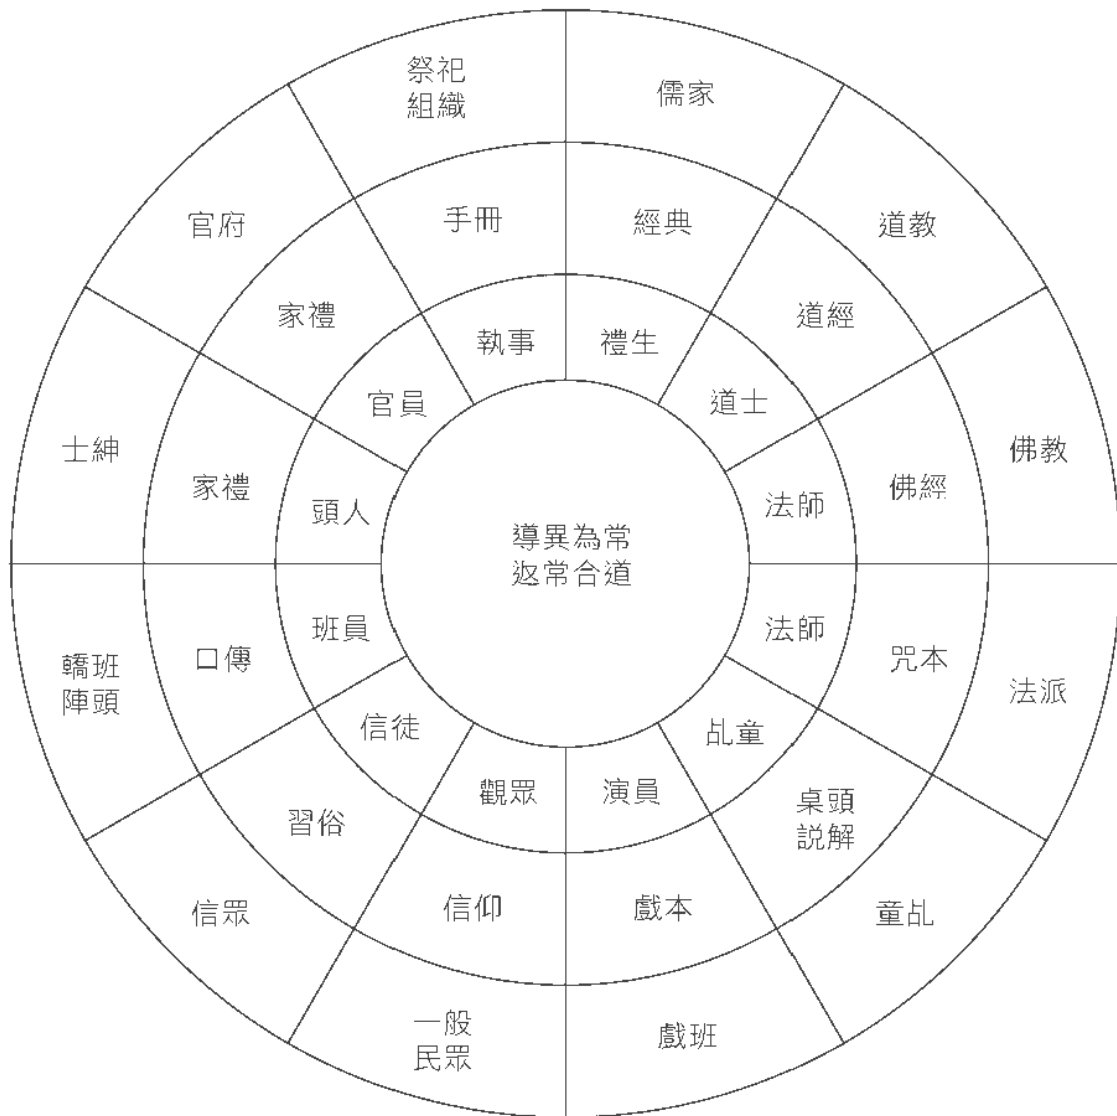 祭祀
組織
儒家
道教
佛教
法派
童乩
戲班
一般
民眾
信眾
轎班
陣頭
士紳
官府
手冊
經典
道經
佛經
咒本
桌頭
説解
戲本
信仰
習俗
口傳
家禮
家禮
執事
禮生
道士
法師
法師
乩童
演員
觀眾
信徒
班員
頭人
官員
導異為常
返常合道